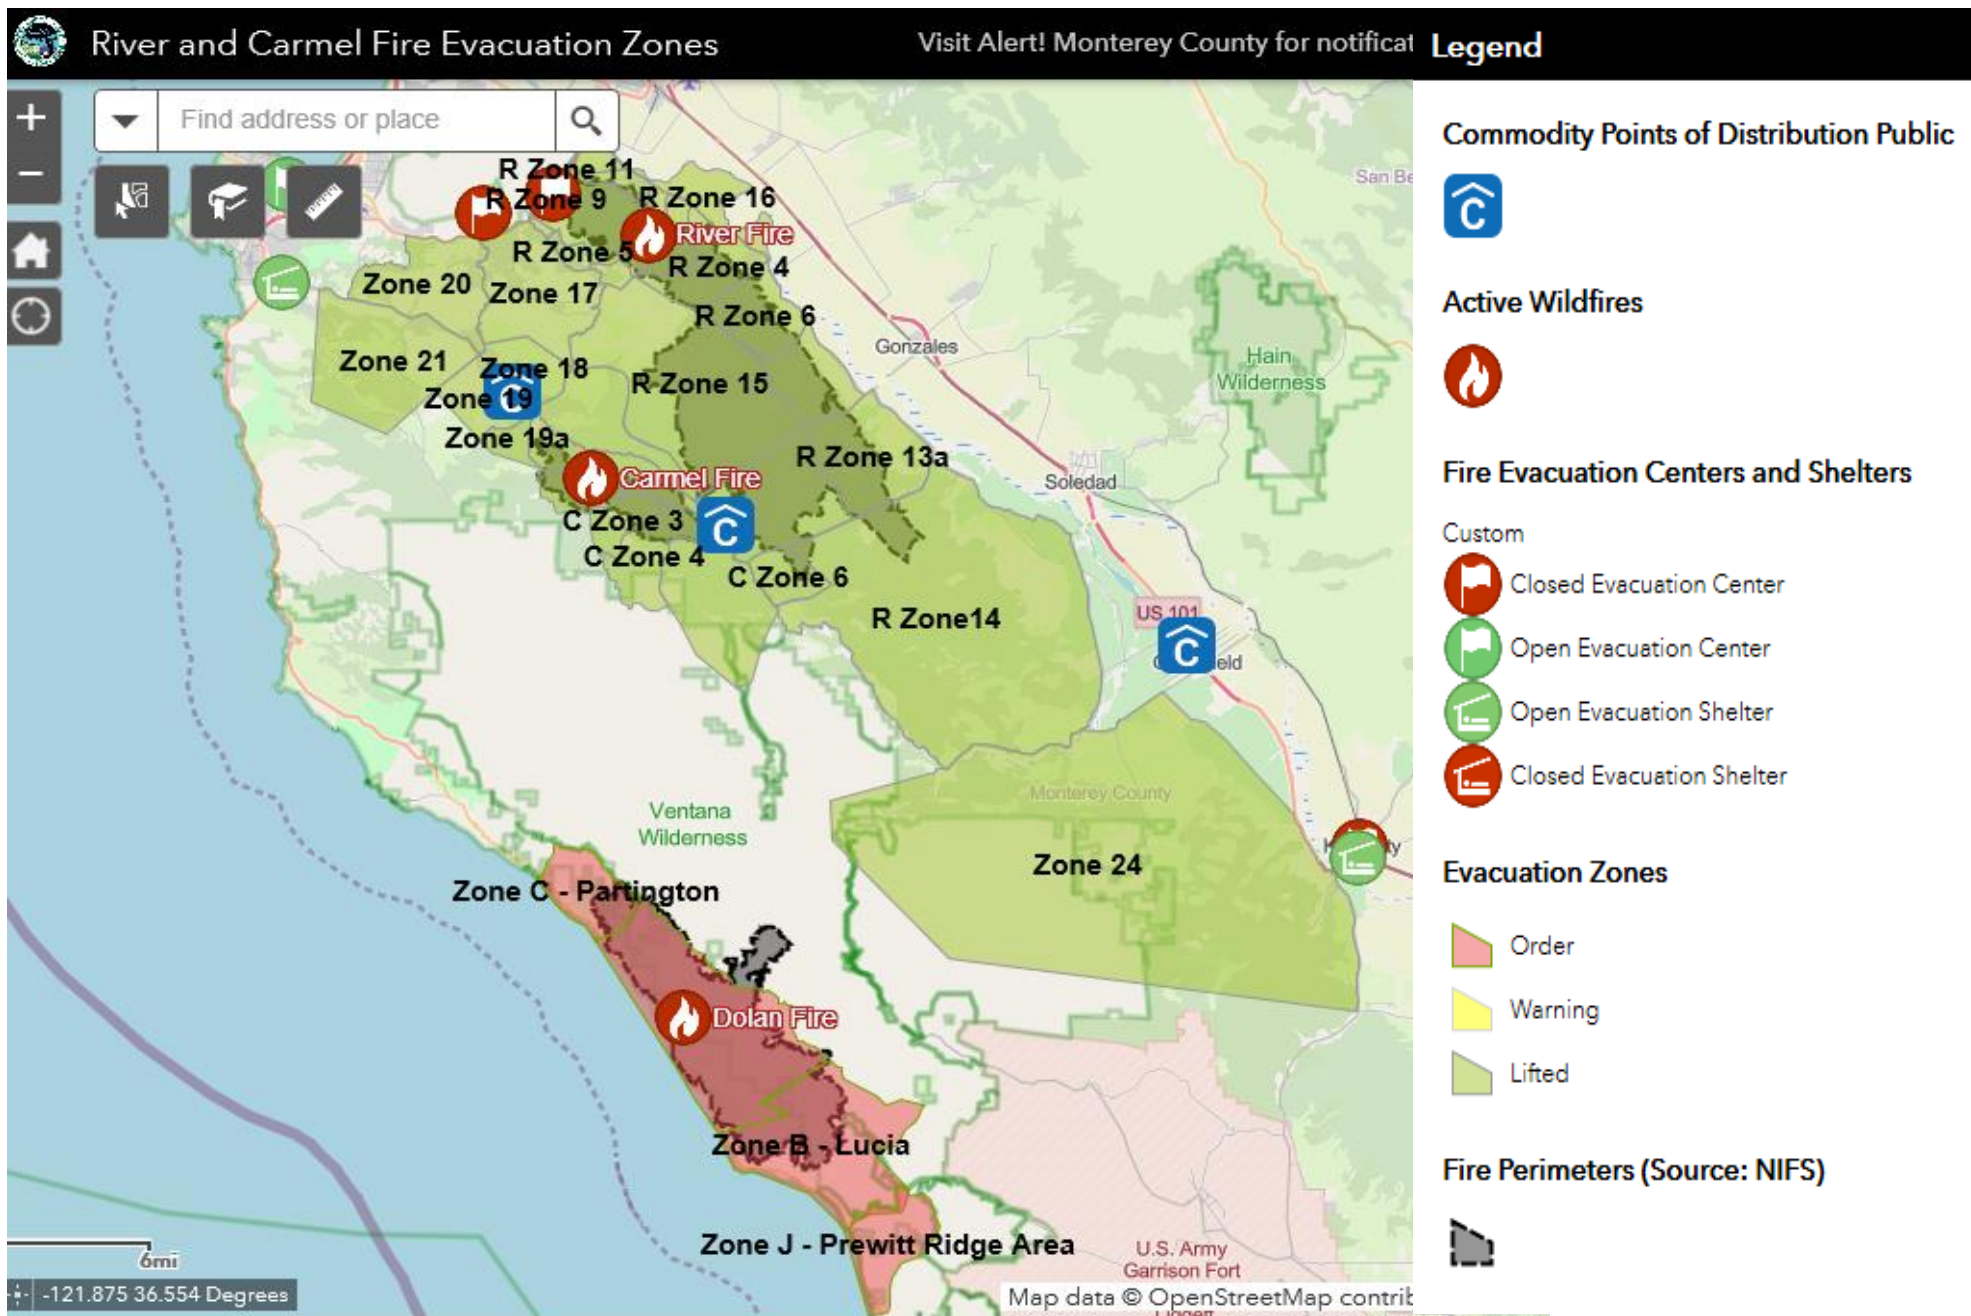 River and Carmel Fire Evacuation Zones
Visit Alert! Monterey County for notificat
Legend
Find address or place
Commodity Points of Distribution Public
C
Active Wildfires
Fire Evacuation Centers and Shelters
Custom
Closed Evacuation Center
Open Evacuation Center
Open Evacuation Shelter
Closed Evacuation Shelter
Evacuation Zones
Order
Warning
Lifted
Fire Perimeters (Source: NIFS)
San Be
R Zone 11
R Zone 9
R Zone 16
River Fire
R Zone 5
R Zone 4
Zone 20
Zone 17
R Zone 6
Gonzales
Hain
Wilderness
Zone 21
Zone 18
R Zone 15
Zone 19
C
Zone 19a
R Zone 13a
Carmel Fire
Soledad
C Zone 3
C
C Zone 4
C Zone 6
R Zone14
US 101
C
eld
Monterey County
Ventana
Wilderness
Zone 24
Zone C - Partington
Dolan Fire
Zone B - Lucia
Zone J - Prewitt Ridge Area
U.S. Army
Garrison Fort
6mi
-121.875 36.554 Degrees
Map data © OpenStreetMap contrib